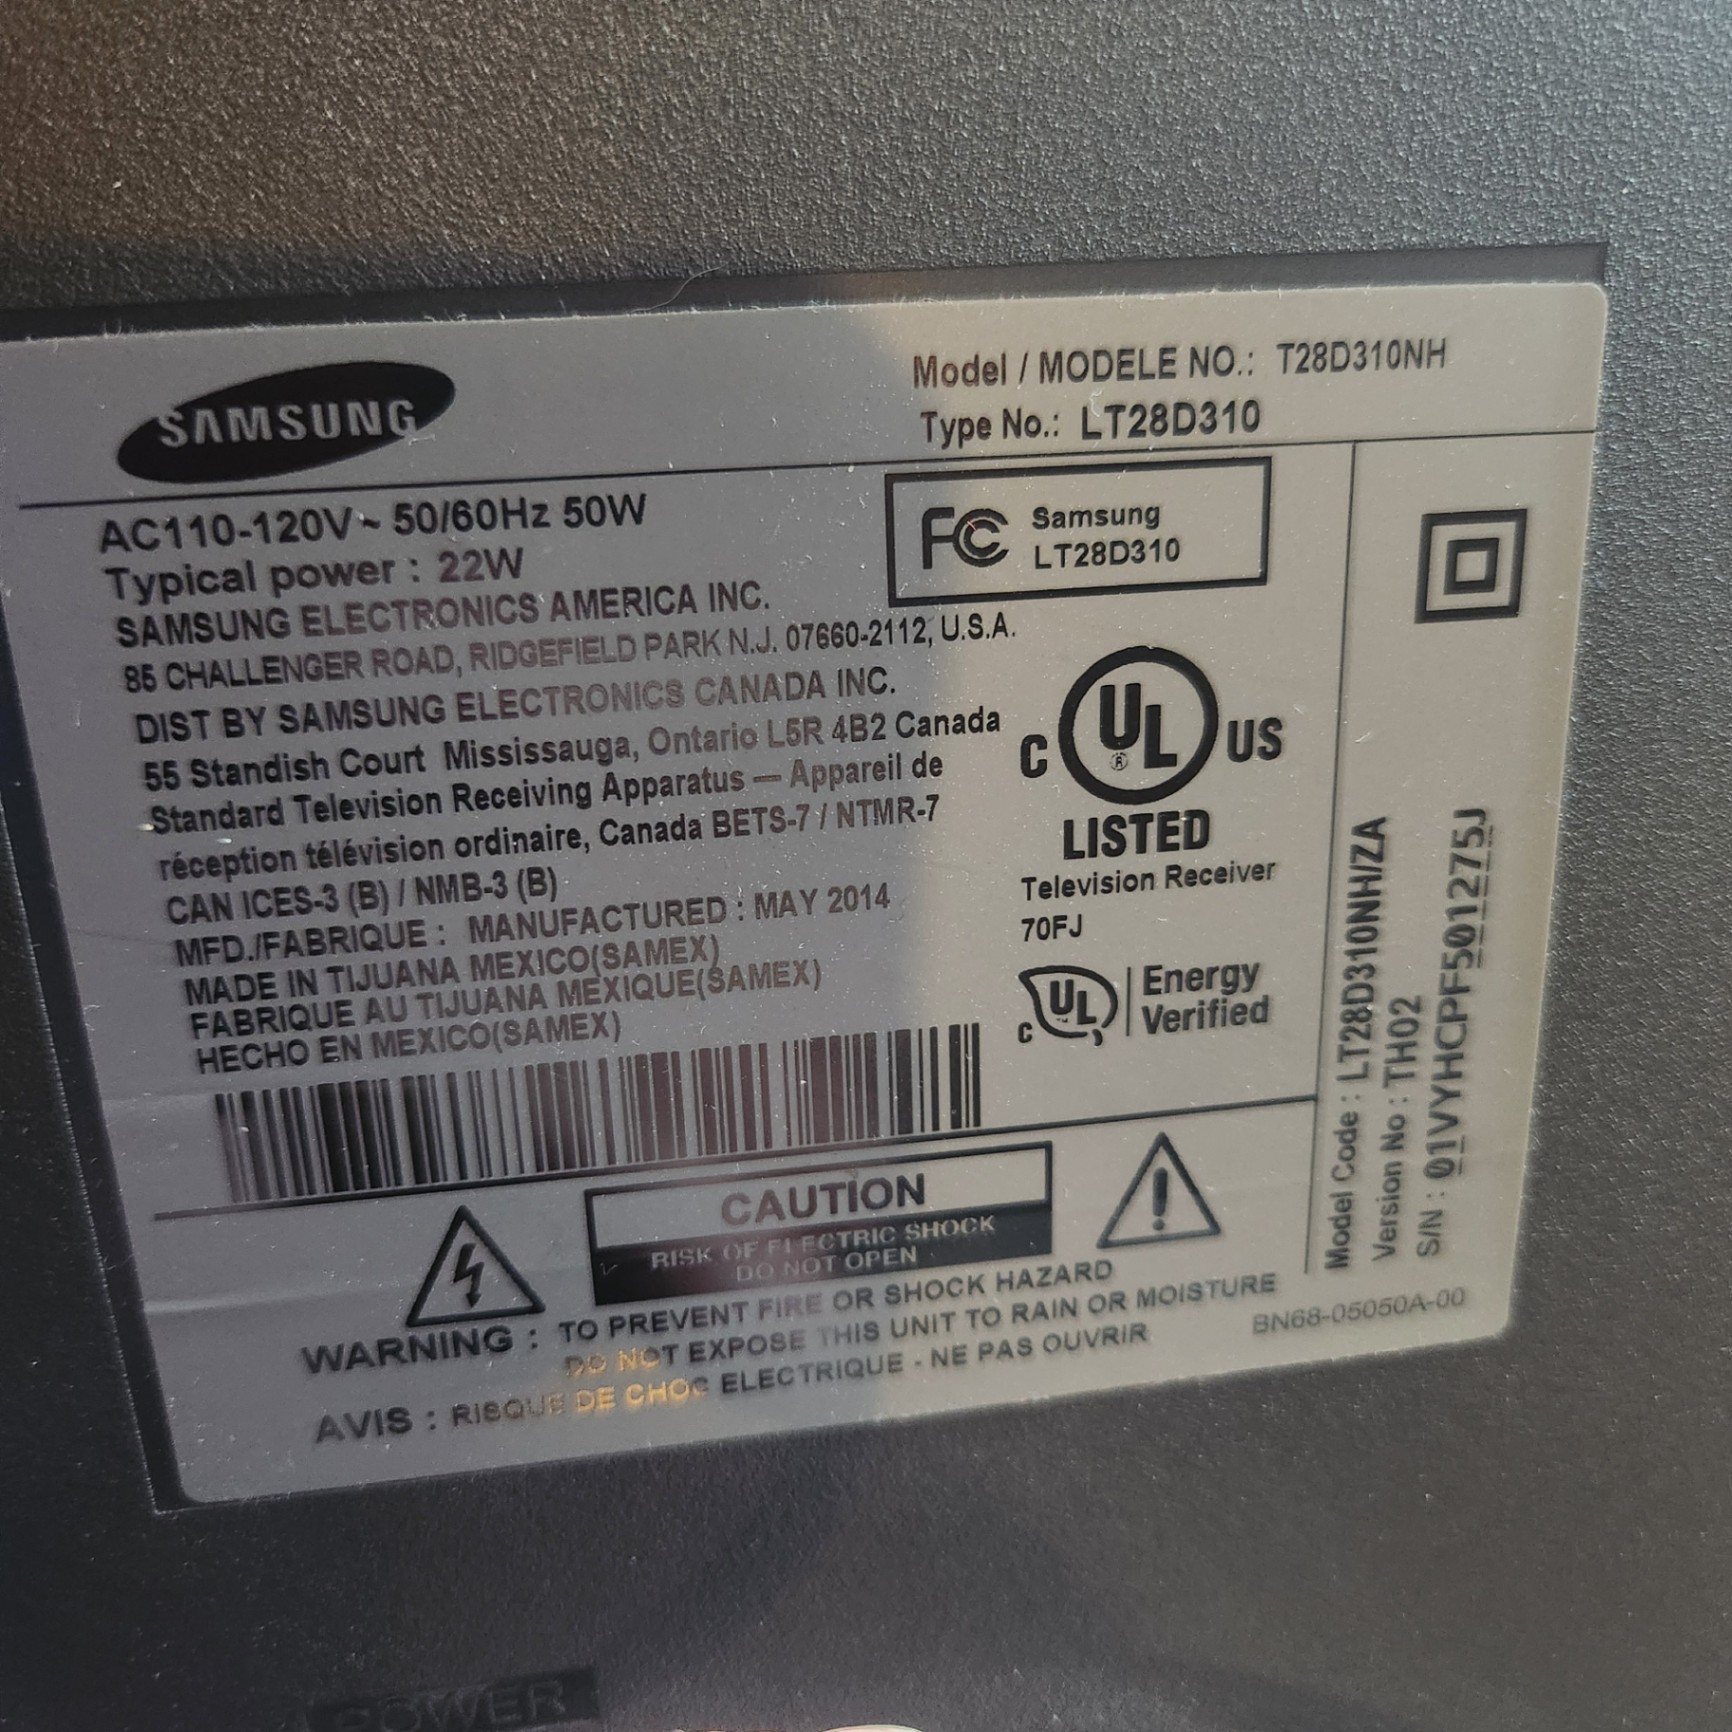 SAMSUNG
Model / MODELE NO.: T28D310NH
Type No.: LT28D310
AC110-120V~ 50/60Hz 50W
Typical power : 22W
SAMSUNG ELECTRONICS AMERICA INC.
85 CHALLENGER ROAD, RIDGEFIELD PARK N.J. 07660-2112, U.S.A.
DIST BY SAMSUNG ELECTRONICS CANADA INC.
55 Standish Court Mississauga, Ontario L5R 4B2 Canada
Standard Television Receiving Apparatus — Appareil de
réception télévision ordinaire, Canada BETS-7 / NTMR-7
CAN ICES-3 (B) / NMB-3 (B)
MFD./FABRIQUE : MANUFACTURED : MAY 2014
MADE IN TIJUANA MEXICO(SAMEX)
FABRIQUE AU TIJUANA MEXIQUE(SAMEX)
HECHO EN MEXICO(SAMEX)
FC Samsung
LT28D310
C UL ® US
LISTED
Television Receiver
70FJ
C UL Energy
Verified
Model Code : LT28D310NH/ZA
Version No : TH02
S/N : 01VYHCPF501275J
CAUTION
RISK OF ELECTRIC SHOCK
DO NOT OPEN
WARNING : TO PREVENT FIRE OR SHOCK HAZARD
DO NOT EXPOSE THIS UNIT TO RAIN OR MOISTURE
AVIS : RISQUE DE CHOC ELECTRIQUE - NE PAS OUVRIR
BN68-05050A-00
POWER